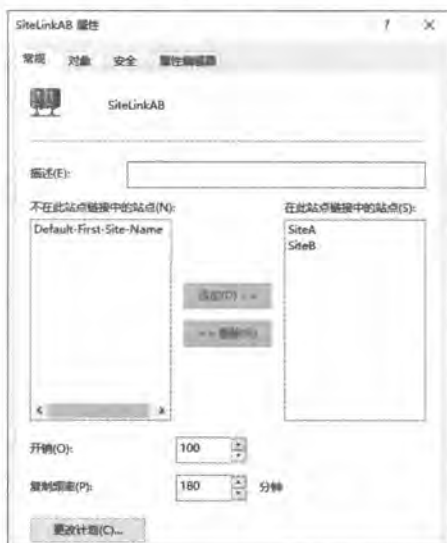 SiteLinkAB 属性
? ×
常规 对象 安全 属性编辑器
SiteLinkAB
描述(E):
不在此站点链接中的站点(N):
在此站点链接中的站点(S):
Default-First-Site-Name
SiteA
SiteB
添加(D) >>
<< 删除(R)
开销(O): 100
复制频率(P): 180 分钟
更改计划(C)...